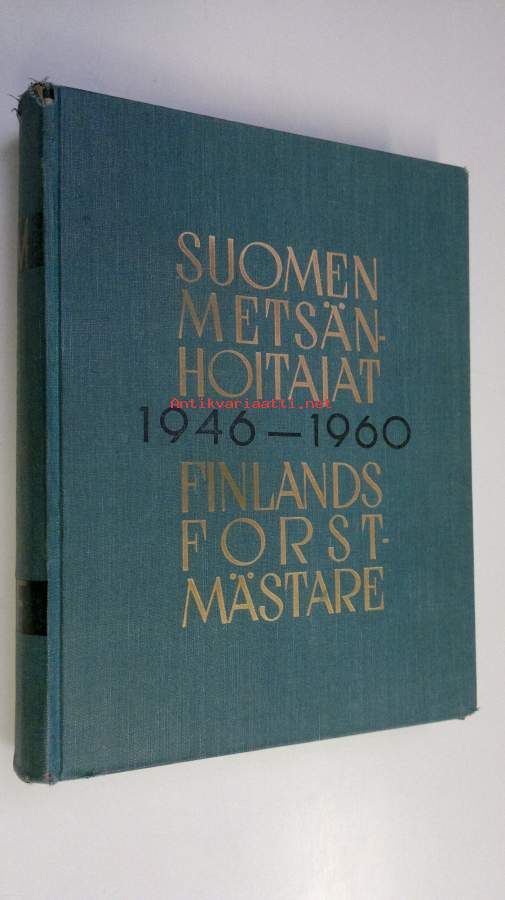 SUOMEN
METSÄN-
HOITAJAT
Antikvariaatti.net
1946–1960
FINLANDS
FORST-
MÄSTARE